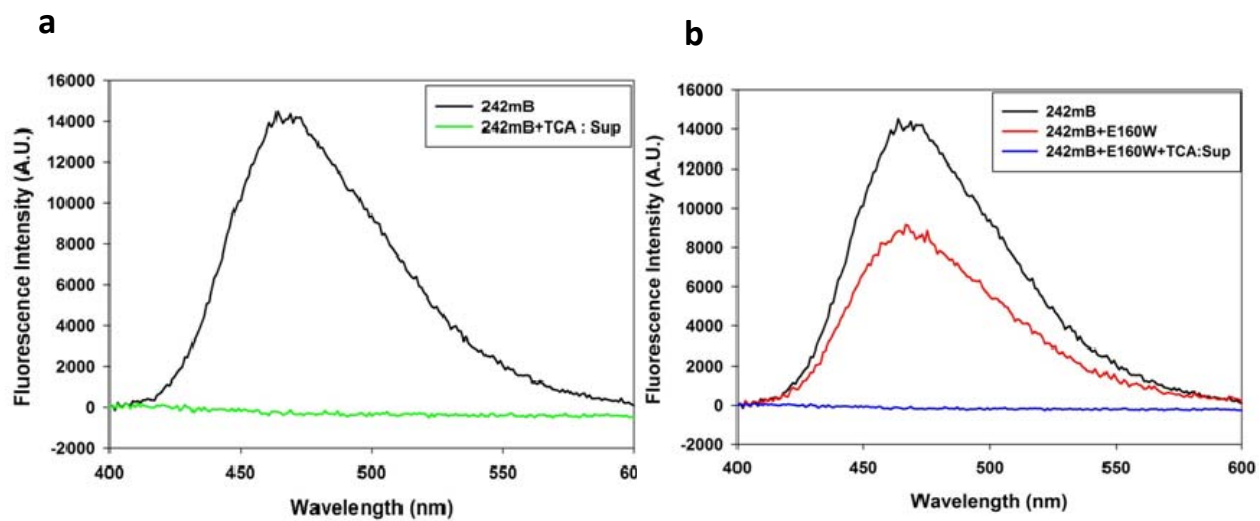 a
16000
14000
12000
10000
8000
6000
4000
2000
0
-2000
Fluorescence Intensity (A.U.)
242mB
242mB+TCA : Sup
400
450
500
550
60
Wavelength (nm)
b
16000
14000
12000
10000
8000
6000
4000
2000
0
-2000
Fluorescence Intensity (A.U.)
242mB
242mB+E160W
242mB+E160W+TCA:Sup
400
450
500
550
600
Wavelength (nm)